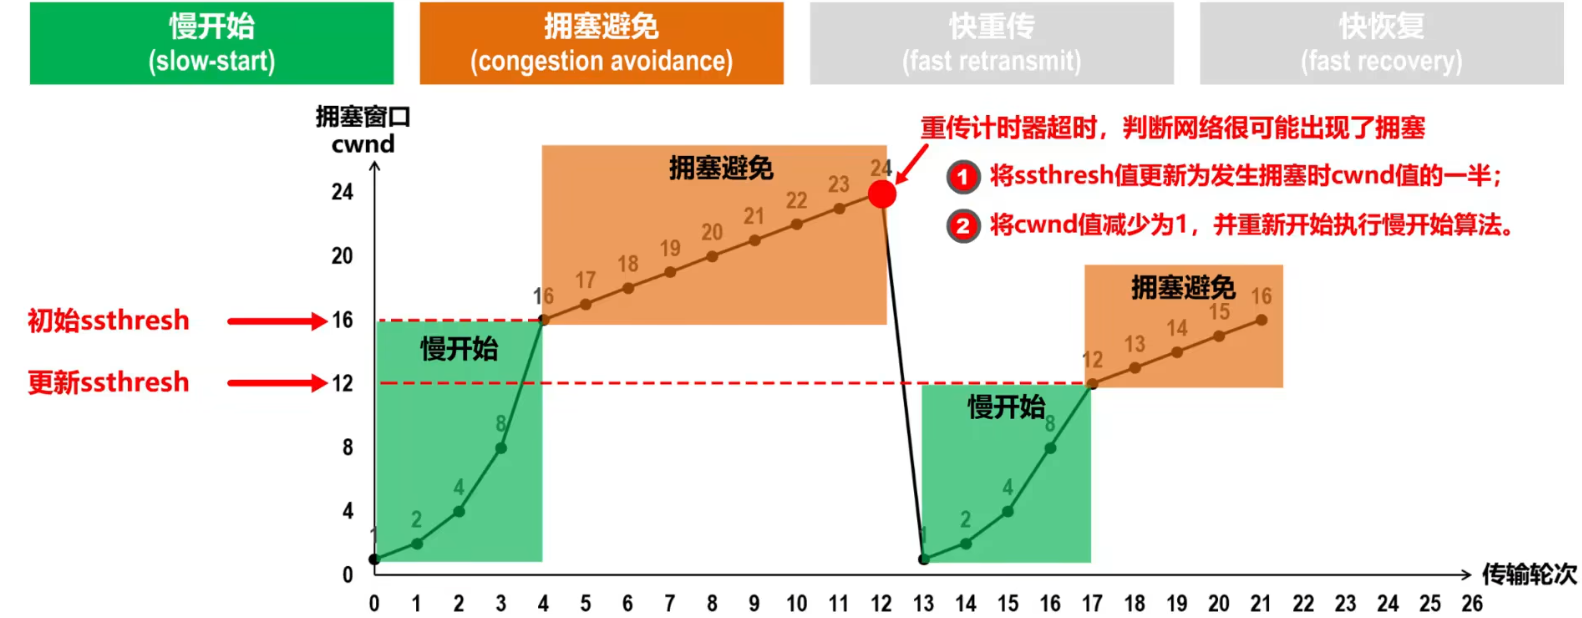 慢开始
(slow-start)
拥塞避免
(congestion avoidance)
快重传
(fast retransmit)
快恢复
(fast recovery)
拥塞窗口
cwnd
重传计时器超时，判断网络很可能出现了拥塞
1 将ssthresh值更新为发生拥塞时cwnd值的一半；
2 将cwnd值减少为1，并重新开始执行慢开始算法。
拥塞避免
24
20
16
12
8
4
0
初始ssthresh
更新ssthresh
慢开始
1
2
4
8
16
17
18
19
20
21
22
23
24
慢开始
1
2
4
8
拥塞避免
12
13
14
15
16
传输轮次
0 1 2 3 4 5 6 7 8 9 10 11 12 13 14 15 16 17 18 19 20 21 22 23 24 25 26